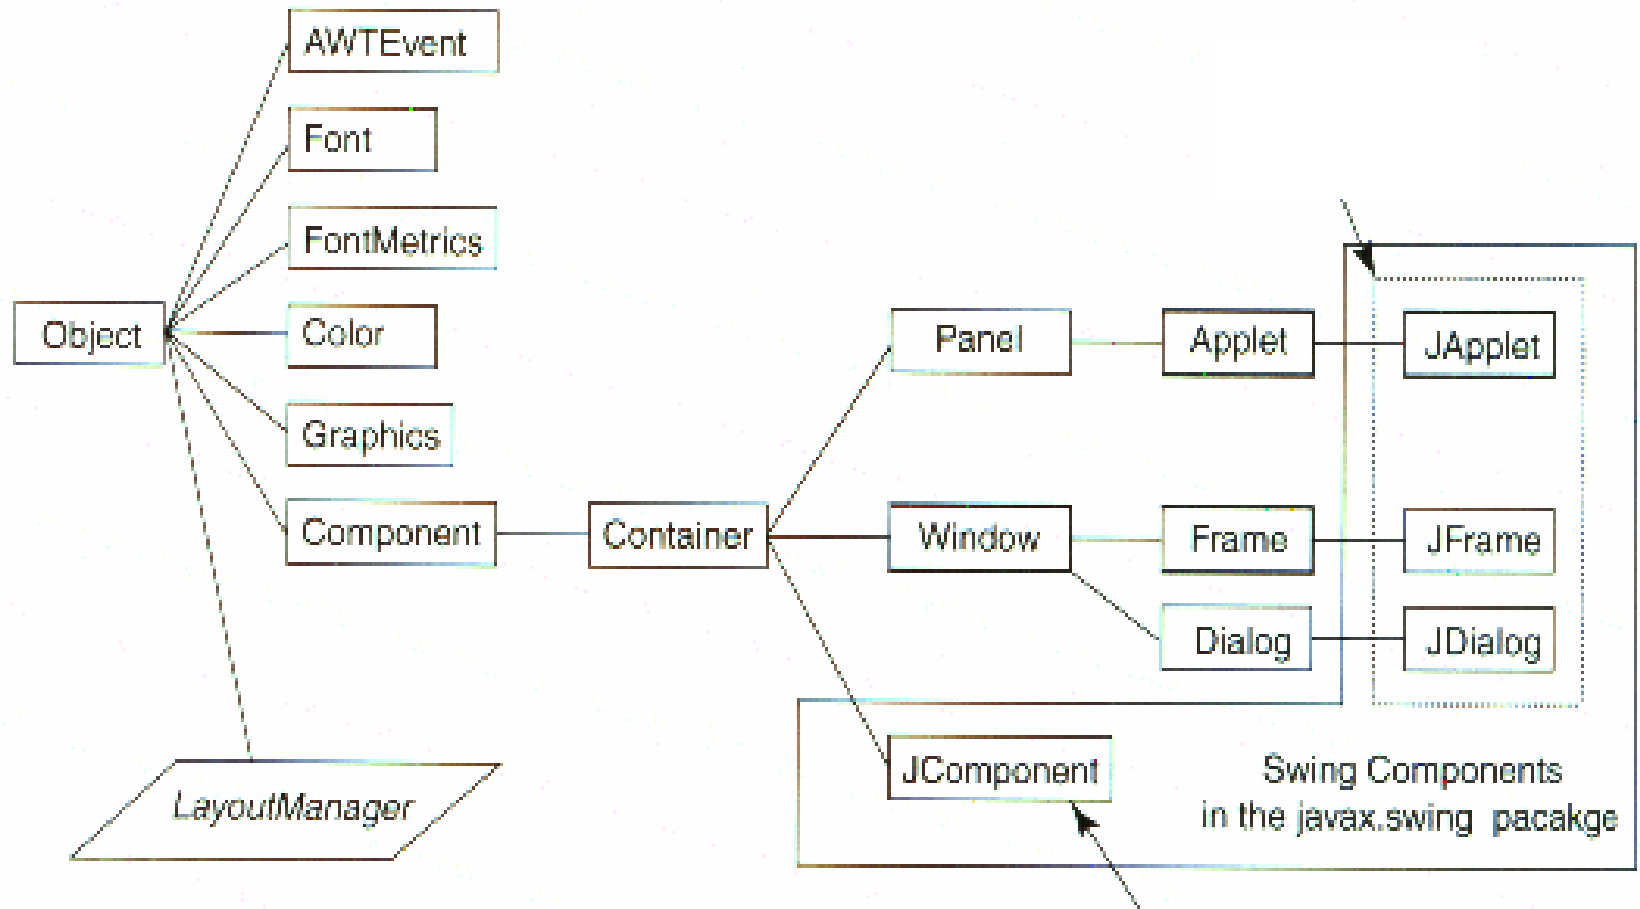 AWTEvent
Font
FontMetrics
Object
Color
Panel
Applet
JApplet
Graphics
Component
Container
Window
Frame
JFrame
Dialog
JDialog
JComponent
Swing Components
in the javax.swing pacakge
LayoutManager